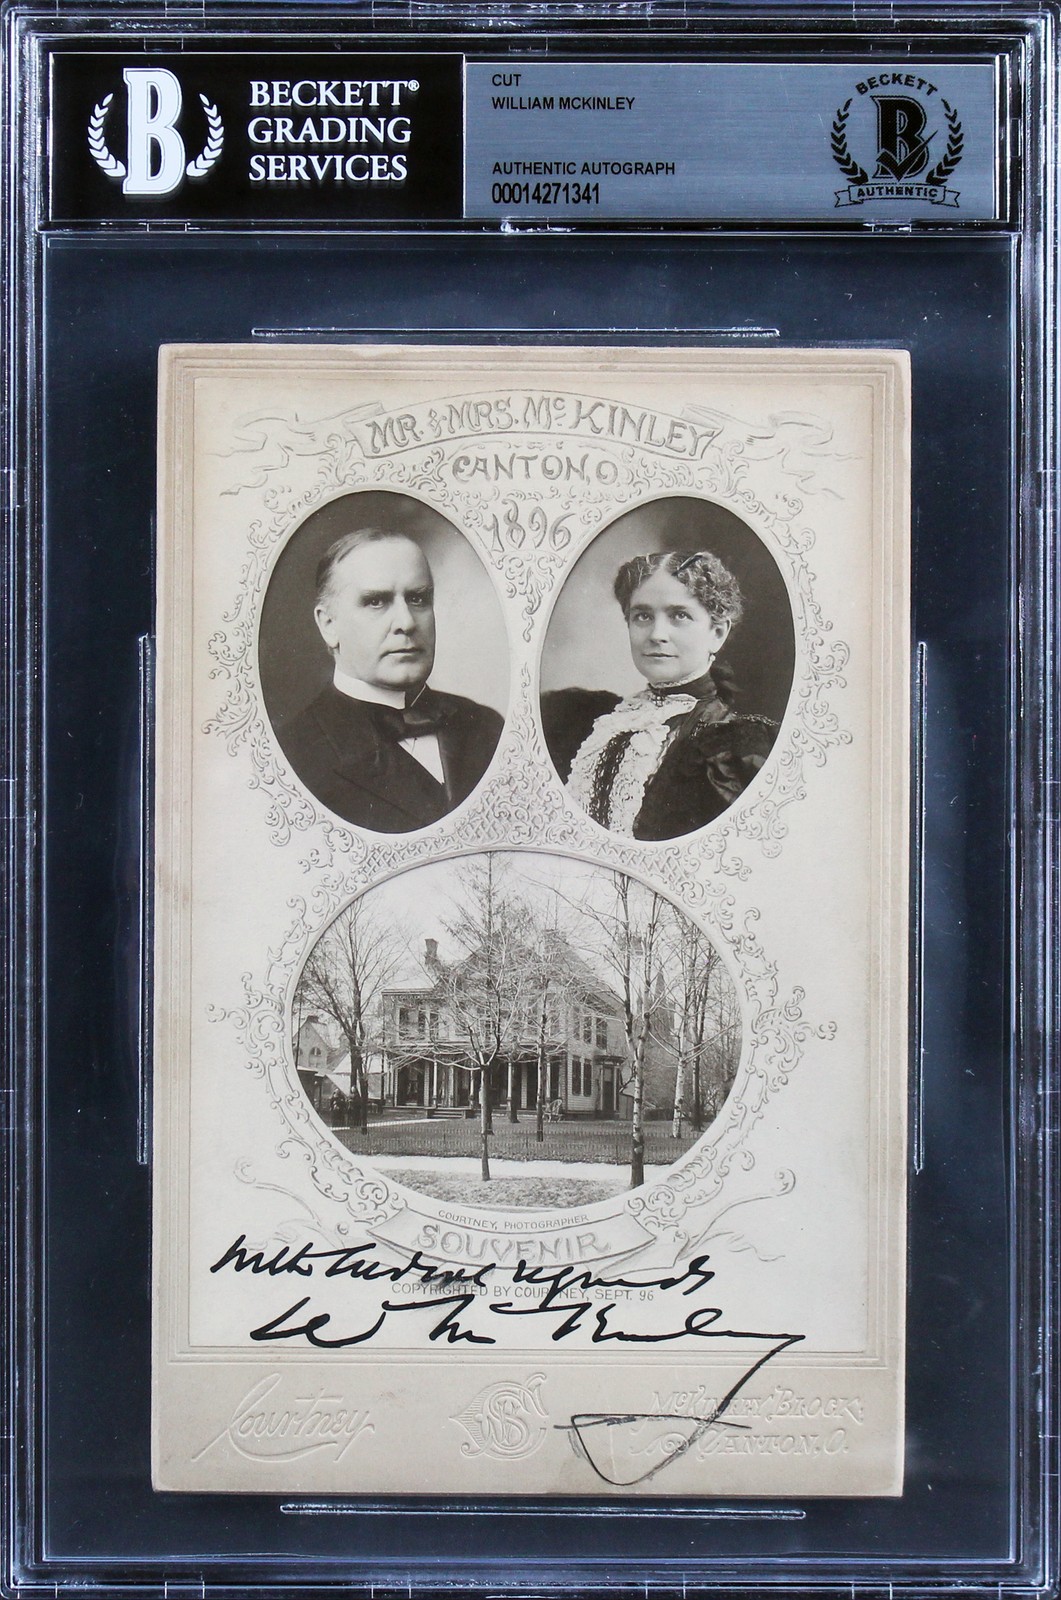 BECKETT®
GRADING
SERVICES
B
CUT
WILLIAM MCKINLEY
AUTHENTIC AUTOGRAPH
00014271341
BECKETT
B
AUTHENTIC
MR. & MRS. McKINLEY
CANTON, O.
1896
COURTNEY, PHOTOGRAPHER
SOUVENIR
With cordial regards
COPYRIGHTED BY COURTNEY, SEPT. 96
W McKinley
Courtney
McKINLEY BLOCK,
CANTON, O.